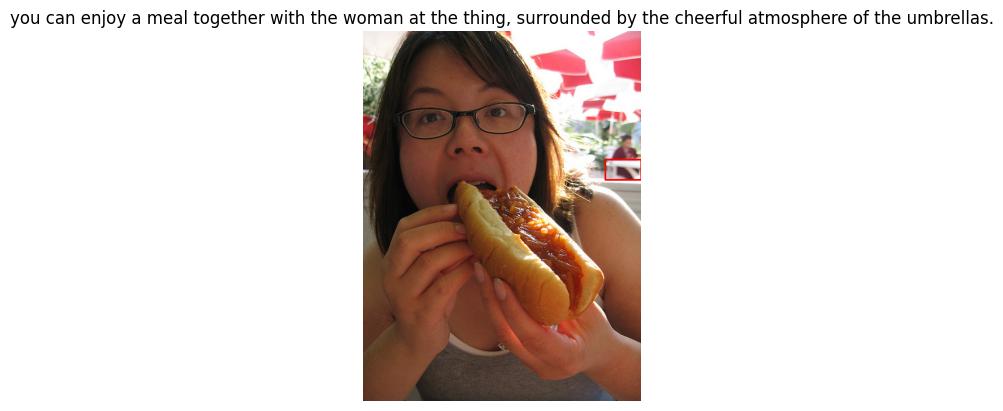 you can enjoy a meal together with the woman at the thing, surrounded by the cheerful atmosphere of the umbrellas.